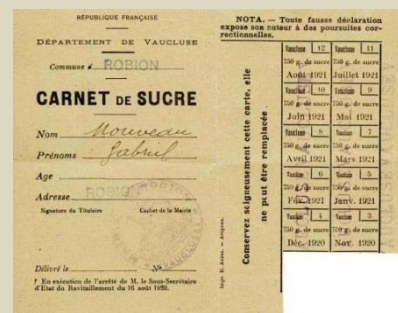 RÉPUBLIQUE FRANÇAISE
DÉPARTEMENT DE VAUCLUSE
Commune d ROBION
CARNET DE SUCRE
Nom Mouveau
Prénoms Gabriel
Age
Adresse ROBION
Signature du Titulaire Cachet de la Mairie
Délivré le
† En exécution de l'arrêté de M. le Sous-Secrétaire
d'Etat du Ravitaillement du 16 août 1920.
NOTA. — Toute fausse déclaration
expose son auteur à des poursuites cor-
rectionnelles.
Conservez soigneusement cette carte, elle
ne peut être remplacée.
Vaucluse 12 Vaucluse 11
750 g. de sucre 750 g. de sucre
Août 1921 Juillet 1921
Vaucluse 10 Vaucluse 9
750 g. de sucre 750 g. de sucre
Juin 1921 Mai 1921
Vaucluse 8 Vaucluse 7
750 g. de sucre 750 g. de sucre
Avril 1921 Mars 1921
Vaucluse 6 Vaucluse 5
750 g. de sucre 750 g. de sucre
Fév. 1921 Janv. 1921
Vaucluse 4 Vaucluse 3
750 g. de sucre 750 g. de sucre
Déc. 1920 Nov. 1920